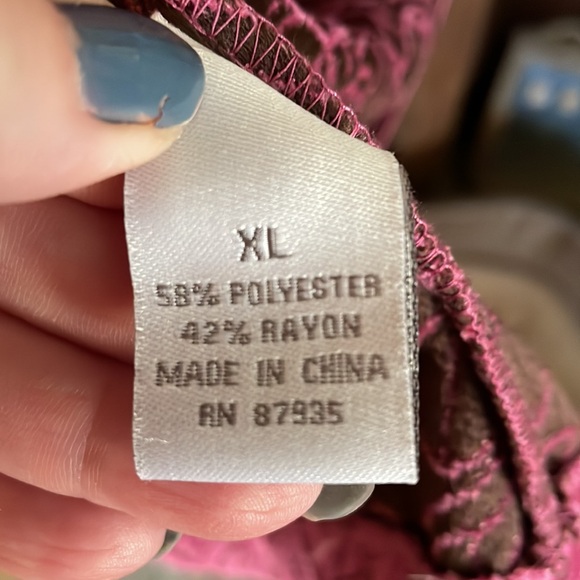 XL
58% POLYESTER
42% RAYON
MADE IN CHINA
RN 87935